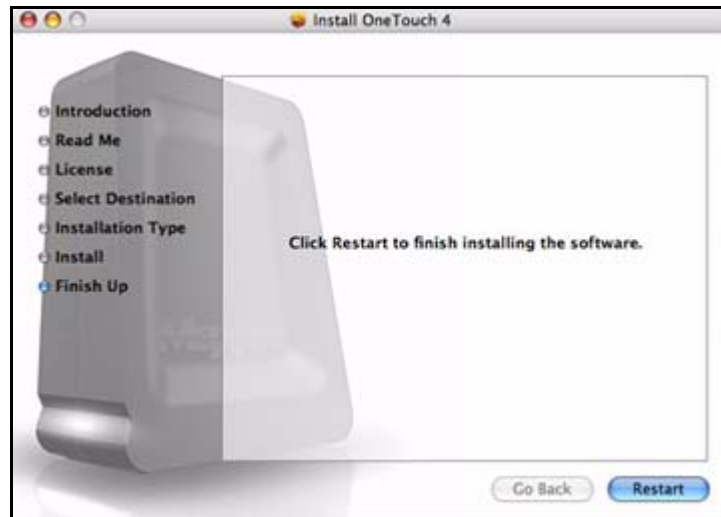 Install OneTouch 4
Introduction
Read Me
License
Select Destination
Installation Type
Install
Finish Up
Click Restart to finish installing the software.
Maxtor
Go Back
Restart